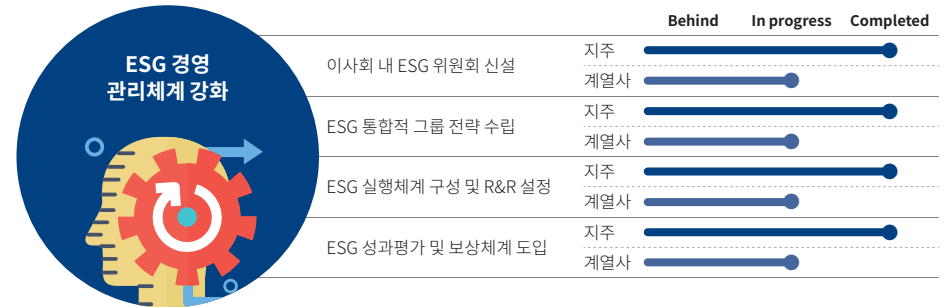 Behind In progress Completed
ESG 경영
관리체계 강화
이사회 내 ESG 위원회 신설
지주
계열사
ESG 통합적 그룹 전략 수립
지주
계열사
ESG 실행체계 구성 및 R&R 설정
지주
계열사
ESG 성과평가 및 보상체계 도입
지주
계열사